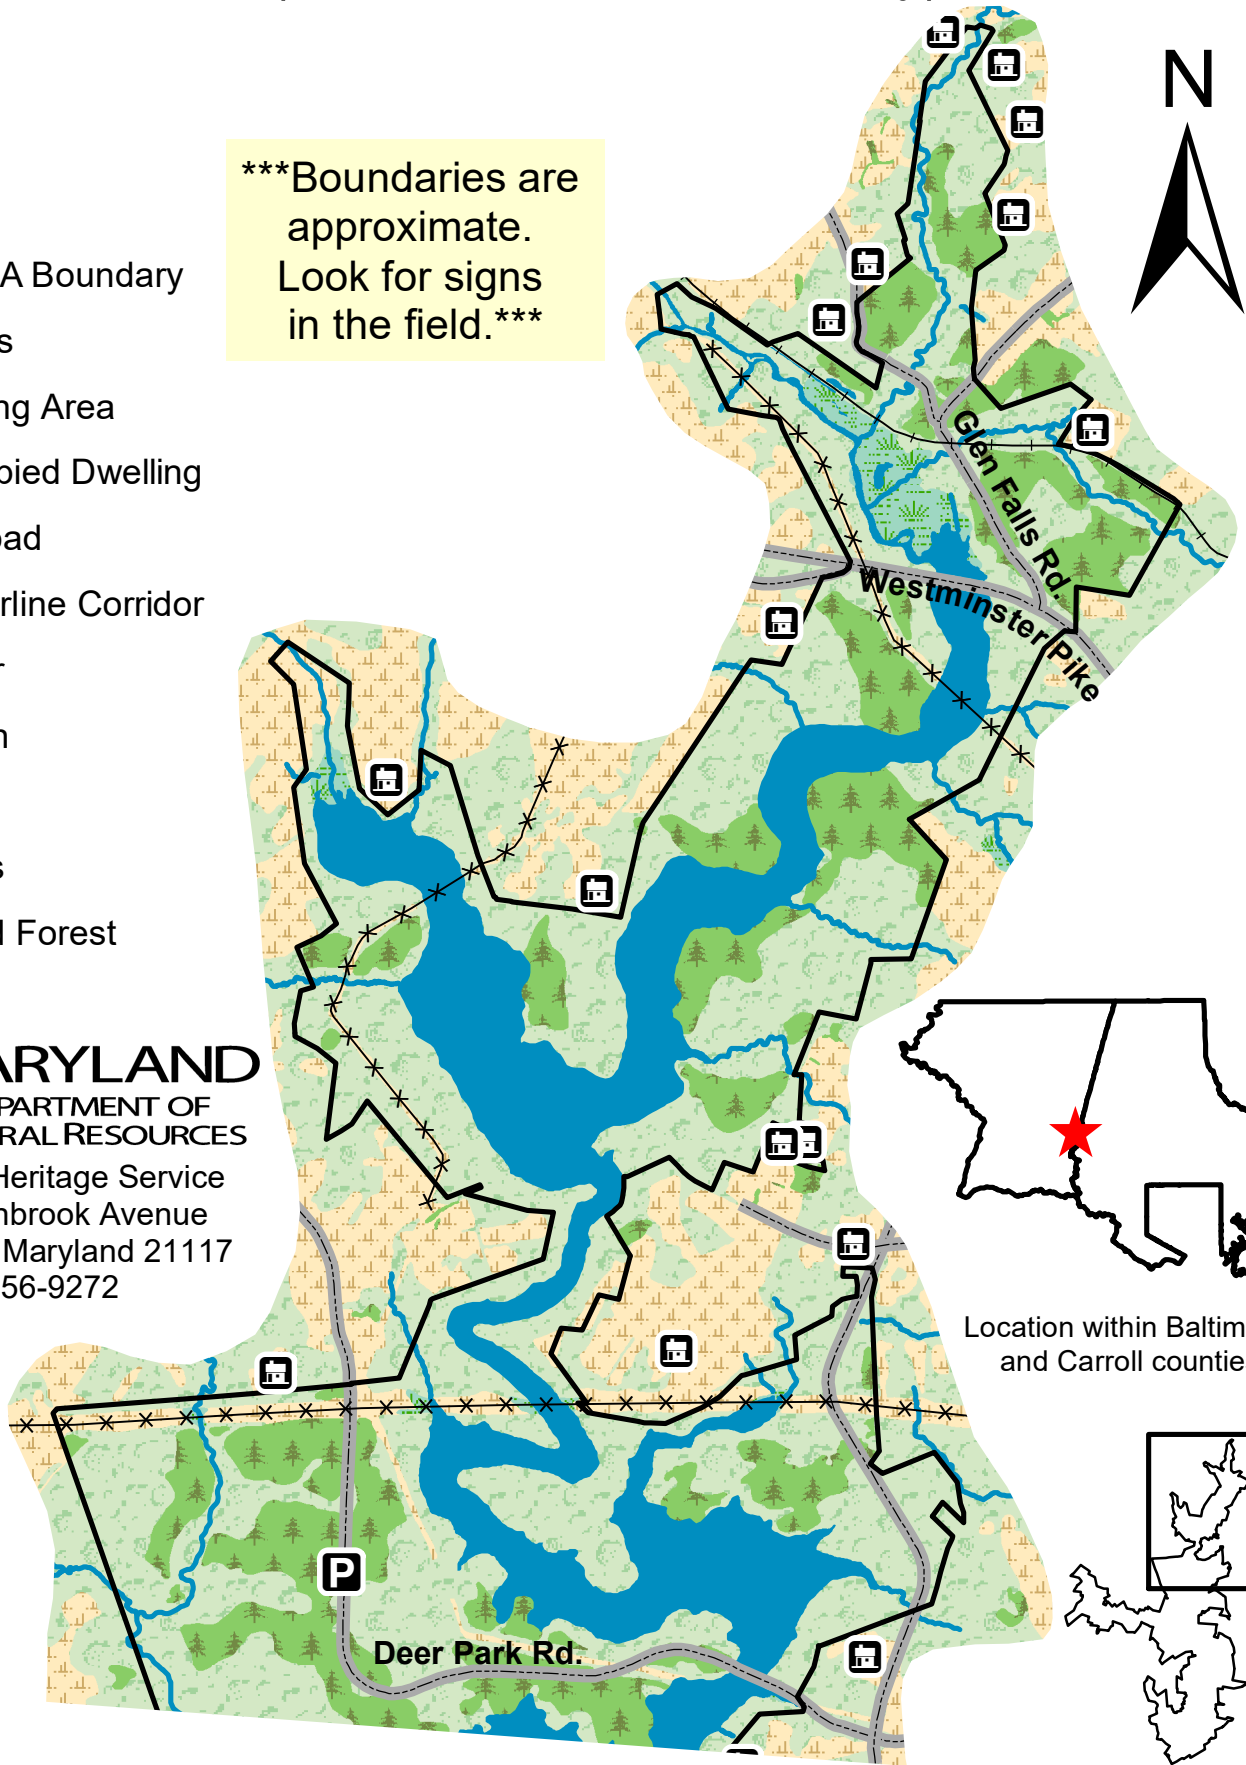 N
***Boundaries are
approximate.
Look for signs
in the field.***
A Boundary
s
ng Area
pied Dwelling
oad
rline Corridor
r
n
s
l Forest
ARYLAND
PARTMENT OF
RAL RESOURCES
Heritage Service
nbrook Avenue
Maryland 21117
56-9272
Glen Falls Rd.
Westminster Pike
Location within Baltim
and Carroll countie
P
Deer Park Rd.